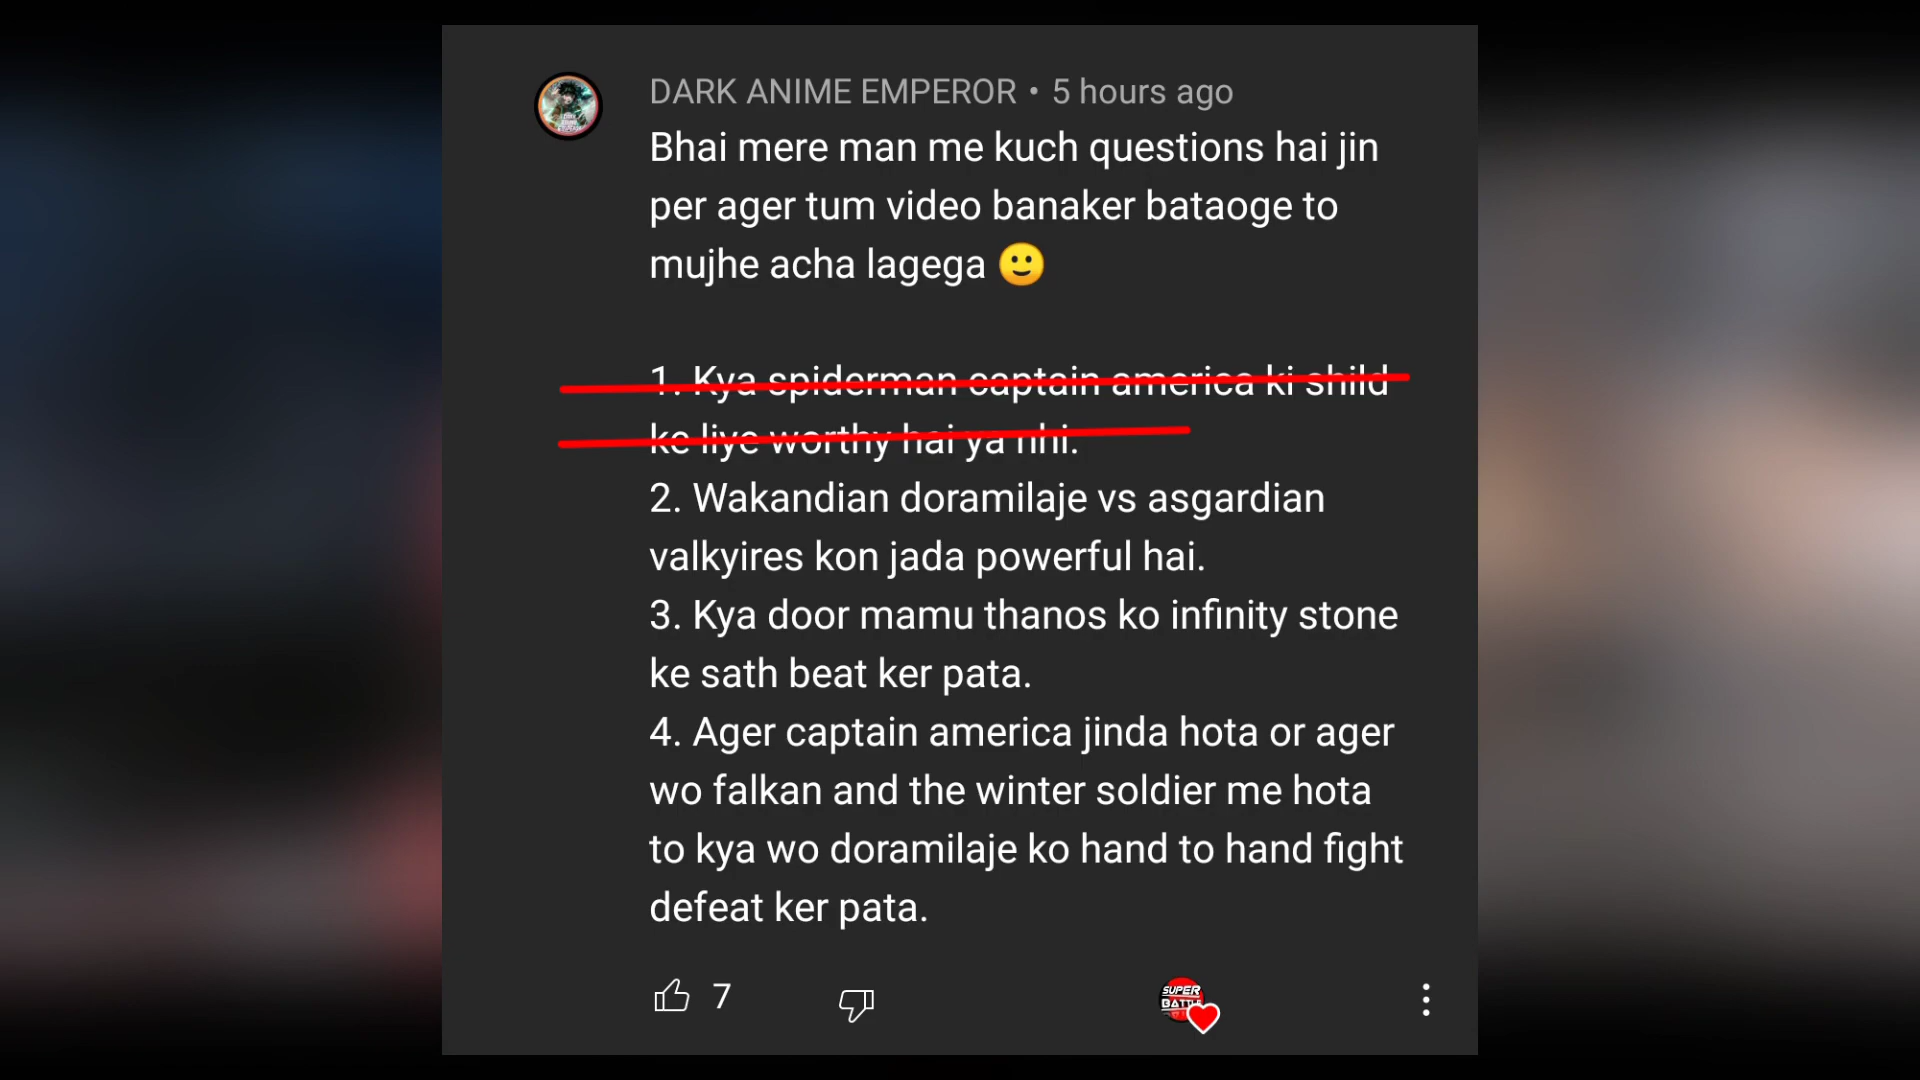 DARK ANIME EMPEROR • 5 hours ago
Bhai mere man me kuch questions hai jin
per ager tum video banaker bataoge to
mujhe acha lagega 🙂
1. Kya spiderman captain america ki shild
ke liye worthy hai ya nhi.
2. Wakandian doramilaje vs asgardian
valkyires kon jada powerful hai.
3. Kya door mamu thanos ko infinity stone
ke sath beat ker pata.
4. Ager captain america jinda hota or ager
wo falkan and the winter soldier me hota
to kya wo doramilaje ko hand to hand fight
defeat ker pata.
7
SUPER